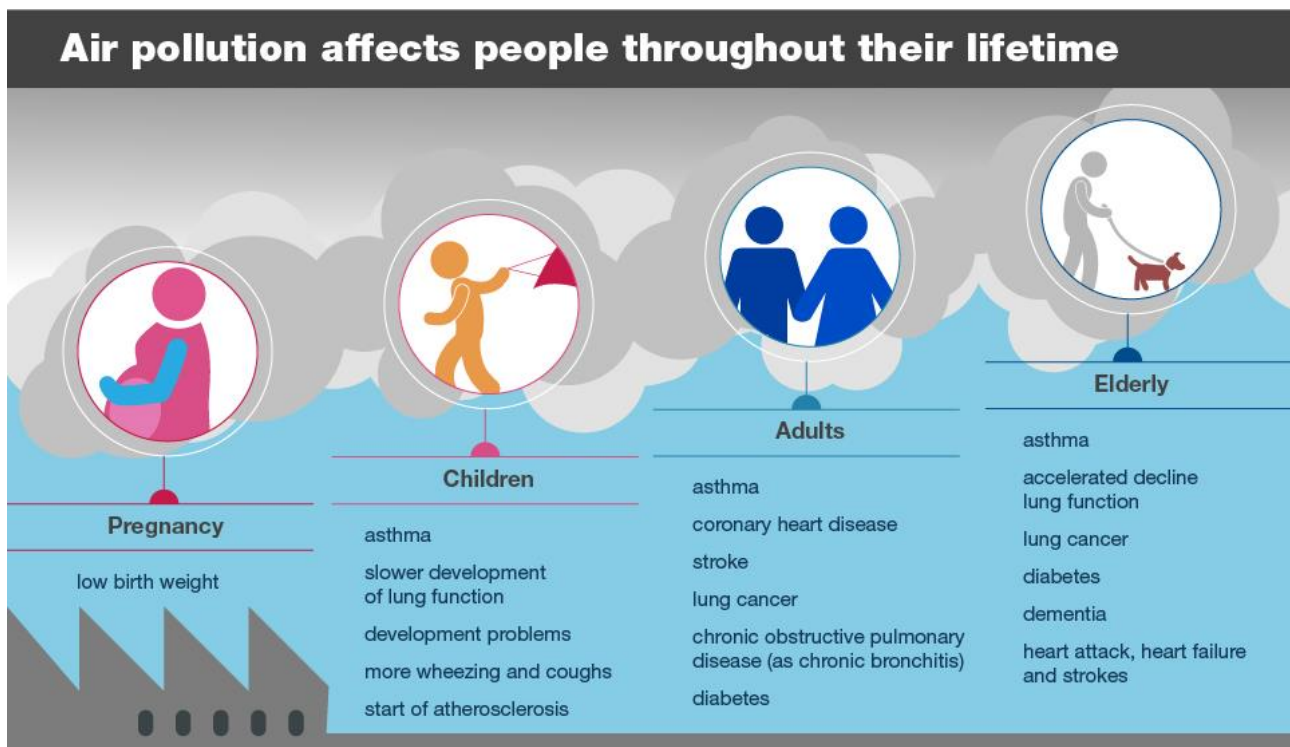 Air pollution affects people throughout their lifetime
Pregnancy
low birth weight
Children
asthma
slower development
of lung function
development problems
more wheezing and coughs
start of atherosclerosis
Adults
asthma
coronary heart disease
stroke
lung cancer
chronic obstructive pulmonary
disease (as chronic bronchitis)
diabetes
Elderly
asthma
accelerated decline
lung function
lung cancer
diabetes
dementia
heart attack, heart failure
and strokes